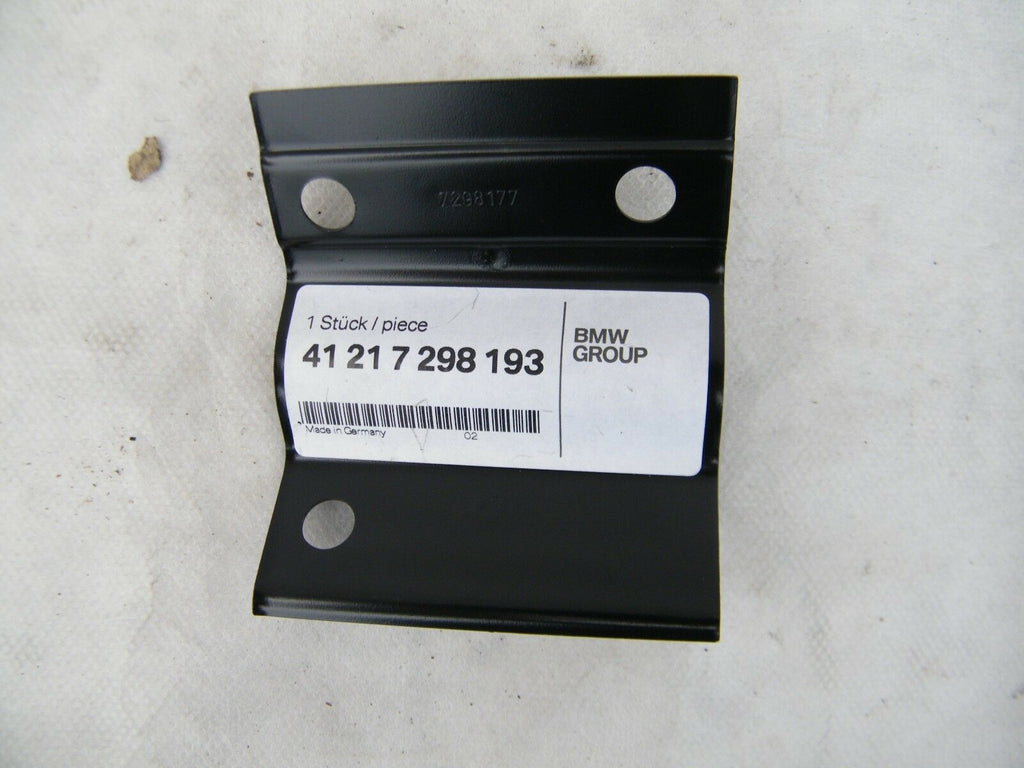 7298177
1 Stück / piece
41 21 7 298 193
Made in Germany
02
BMW
GROUP